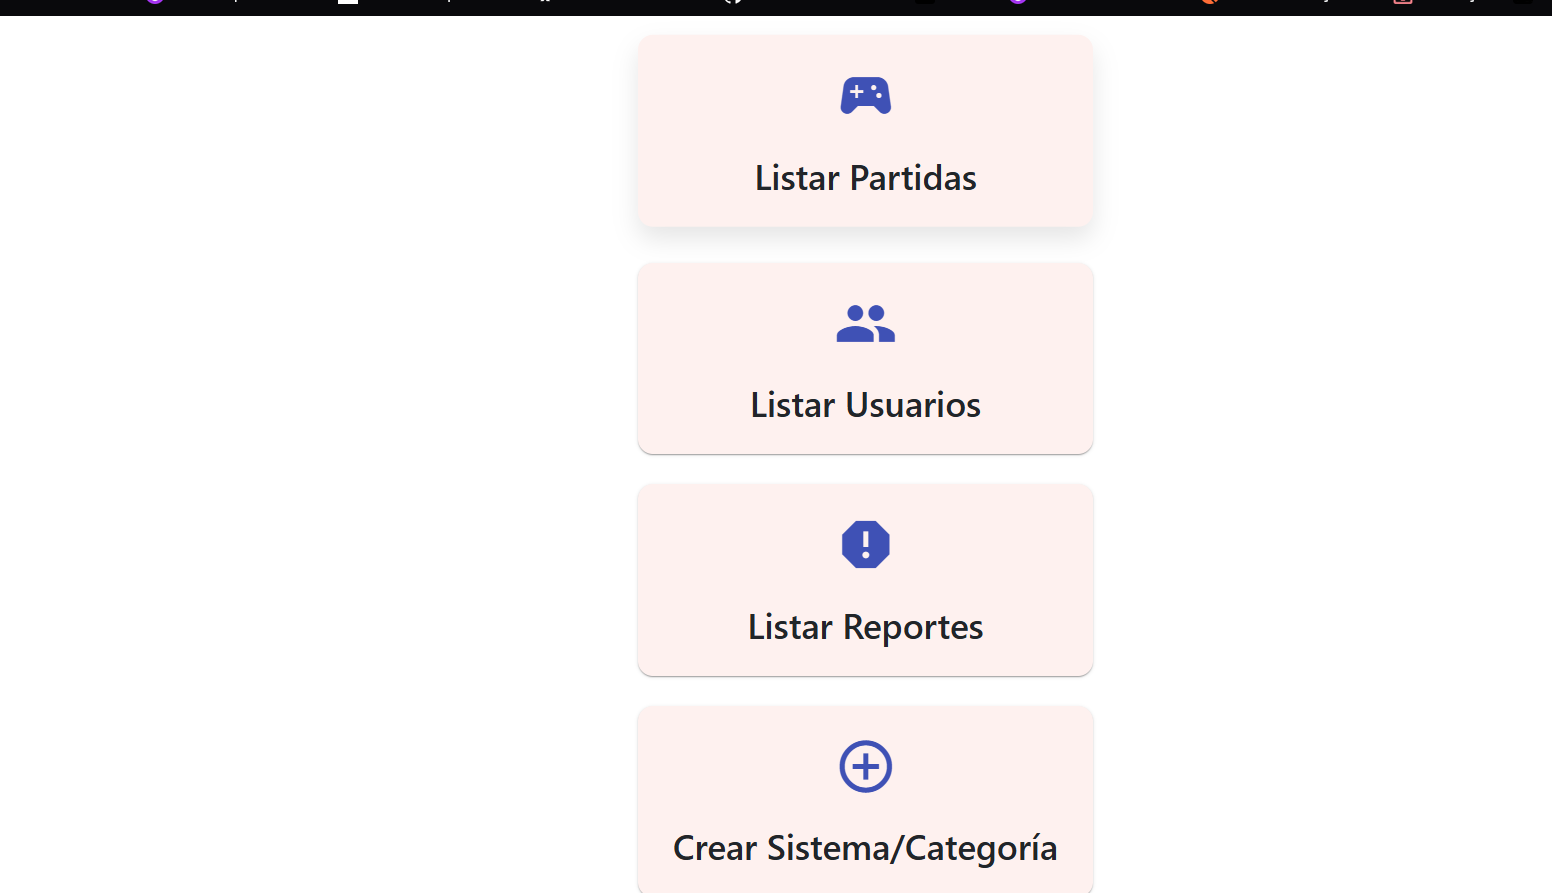 Listar Partidas
Listar Usuarios
Listar Reportes
Crear Sistema/Categoría